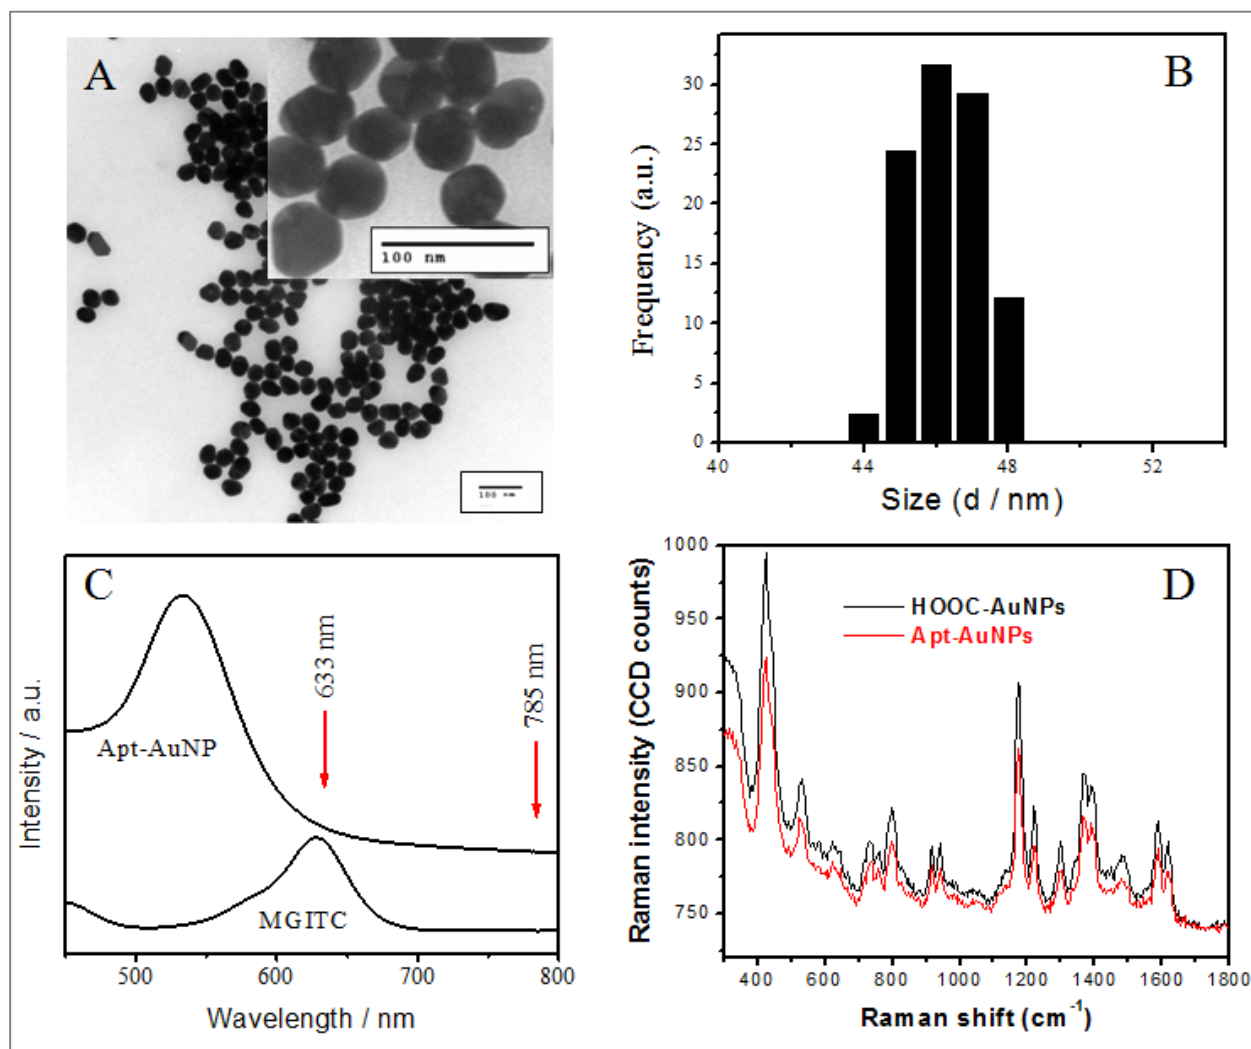 A
100 nm
100 nm
B
Frequency (a.u.)
30
25
20
15
10
5
0
40
44
48
52
Size (d / nm)
C
633 nm
785 nm
Apt-AuNP
MGITC
Intensity / a.u.
500
600
700
800
Wavelength / nm
D
HOOC-AuNPs
Apt-AuNPs
Raman intensity (CCD counts)
1000
950
900
850
800
750
400
600
800
1000
1200
1400
1600
1800
Raman shift (cm⁻¹)